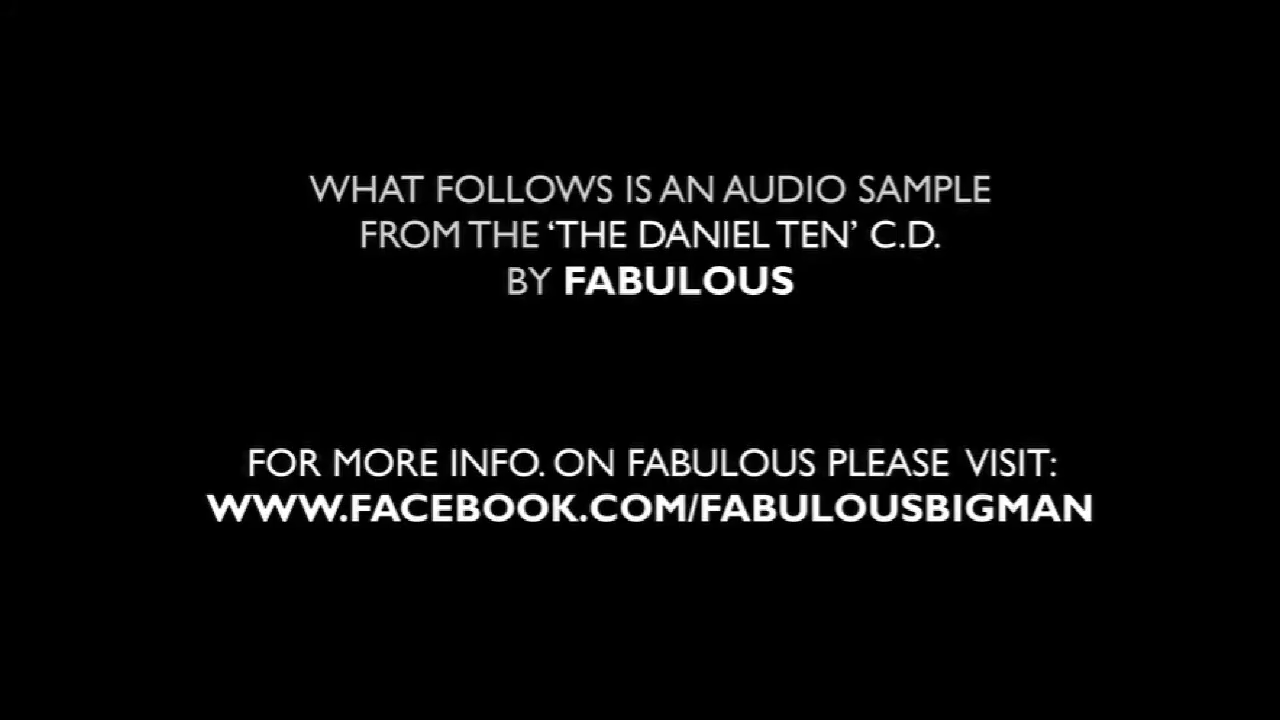 WHAT FOLLOWS IS AN AUDIO SAMPLE
FROM THE ‘THE DANIEL TEN’ C.D.
BY FABULOUS
FOR MORE INFO. ON FABULOUS PLEASE VISIT:
WWW.FACEBOOK.COM/FABULOUSBIGMAN